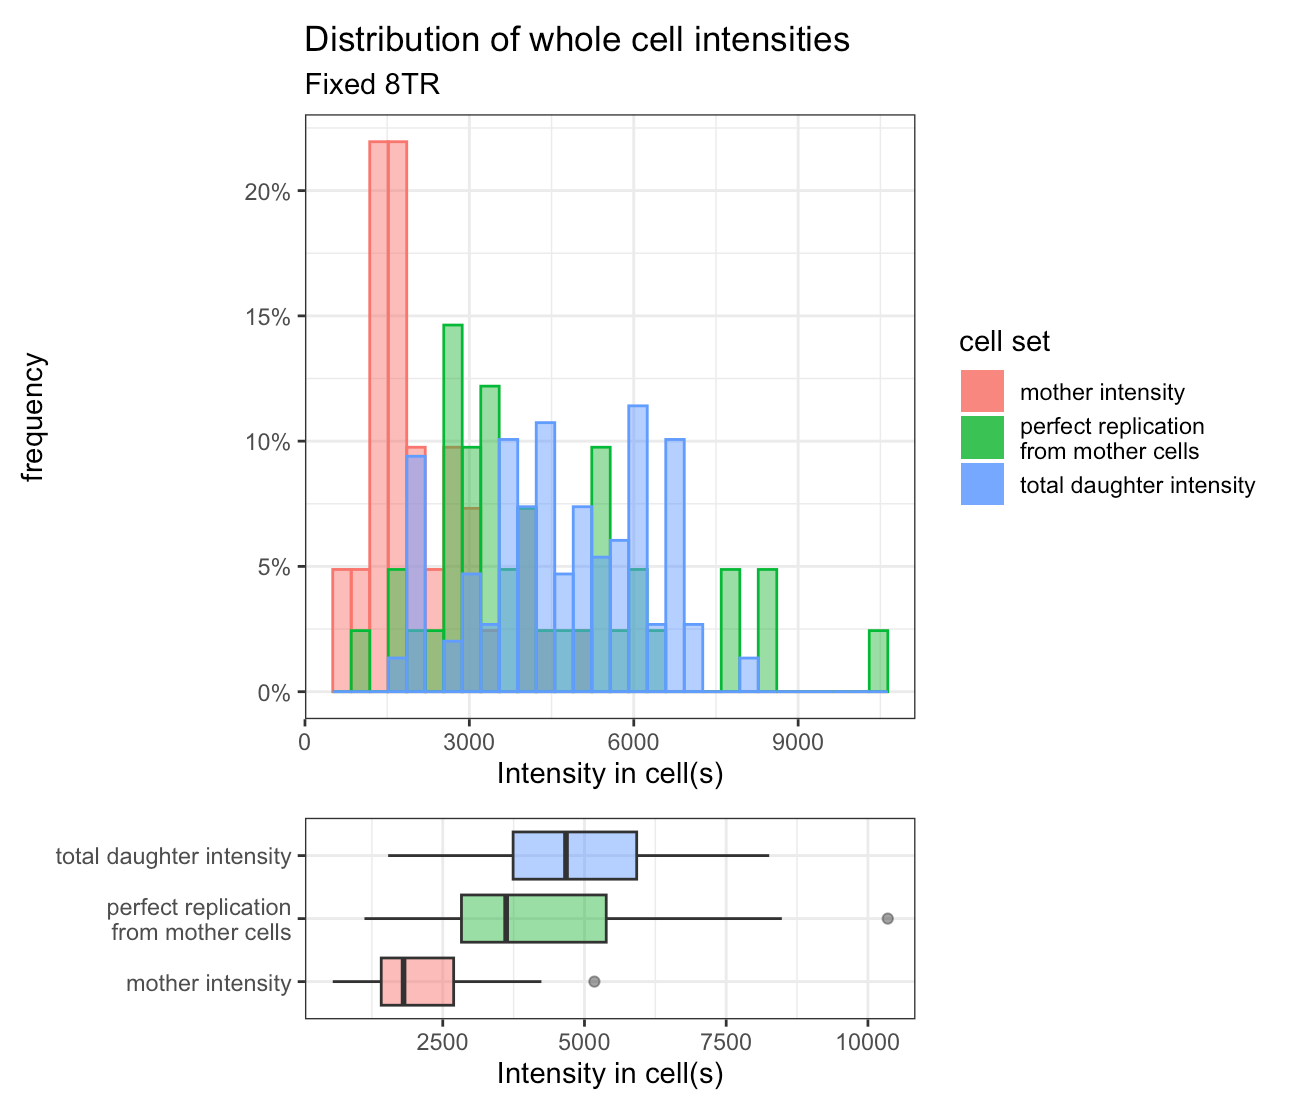 Distribution of whole cell intensities
Fixed 8TR
frequency
20%
15%
10%
5%
0%
0 3000 6000 9000
Intensity in cell(s)
cell set
mother intensity
perfect replication
from mother cells
total daughter intensity
total daughter intensity
perfect replication
from mother cells
mother intensity
2500 5000 7500 10000
Intensity in cell(s)